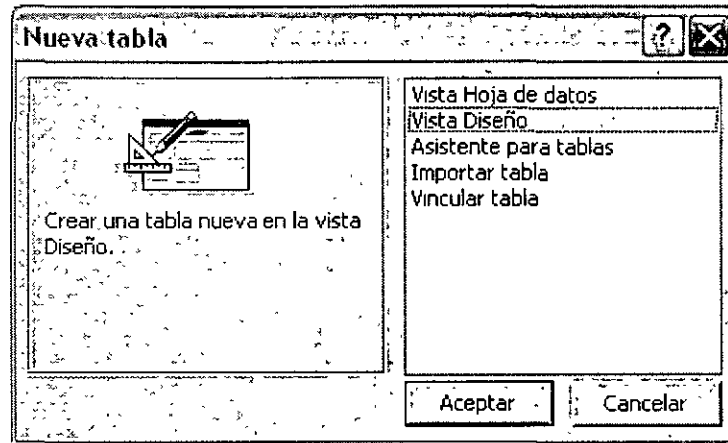 Nueva tabla
Crear una tabla nueva en la vista
Diseño.
Vista Hoja de datos
Vista Diseño
Asistente para tablas
Importar tabla
Vincular tabla
Aceptar
Cancelar